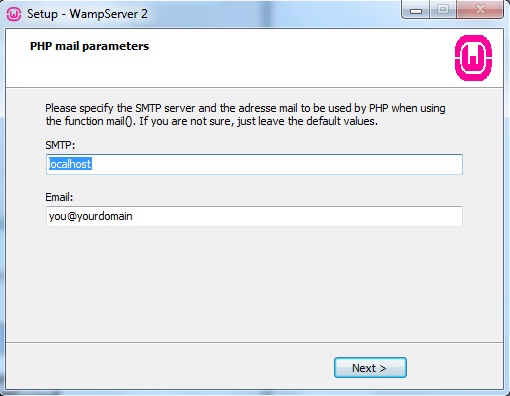 Setup - WampServer 2
PHP mail parameters
Please specify the SMTP server and the adresse mail to be used by PHP when using
the function mail(). If you are not sure, just leave the default values.
SMTP:
localhost
Email:
you@yourdomain
Next >